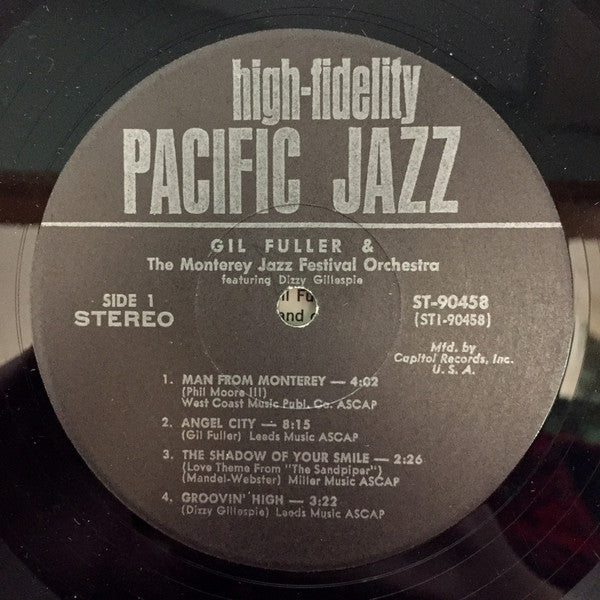 high-fidelity
PACIFIC JAZZ
GIL FULLER &
The Monterey Jazz Festival Orchestra
featuring Dizzy Gillespie
SIDE 1
STEREO
il Fu
and
ST-90458
(ST1-90458)
Mfd. by
Capitol Records, Inc.
U. S. A.
1. MAN FROM MONTEREY — 4:02
(Phil Moore III)
West Coast Music Publ. Co. ASCAP
2. ANGEL CITY — 8:15
(Gil Fuller) Leeds Music ASCAP
3. THE SHADOW OF YOUR SMILE — 2:26
(Love Theme From "The Sandpiper")
(Mandel-Webster) Miller Music ASCAP
4. GROOVIN' HIGH — 3:22
(Dizzy Gillespie) Leeds Music ASCAP